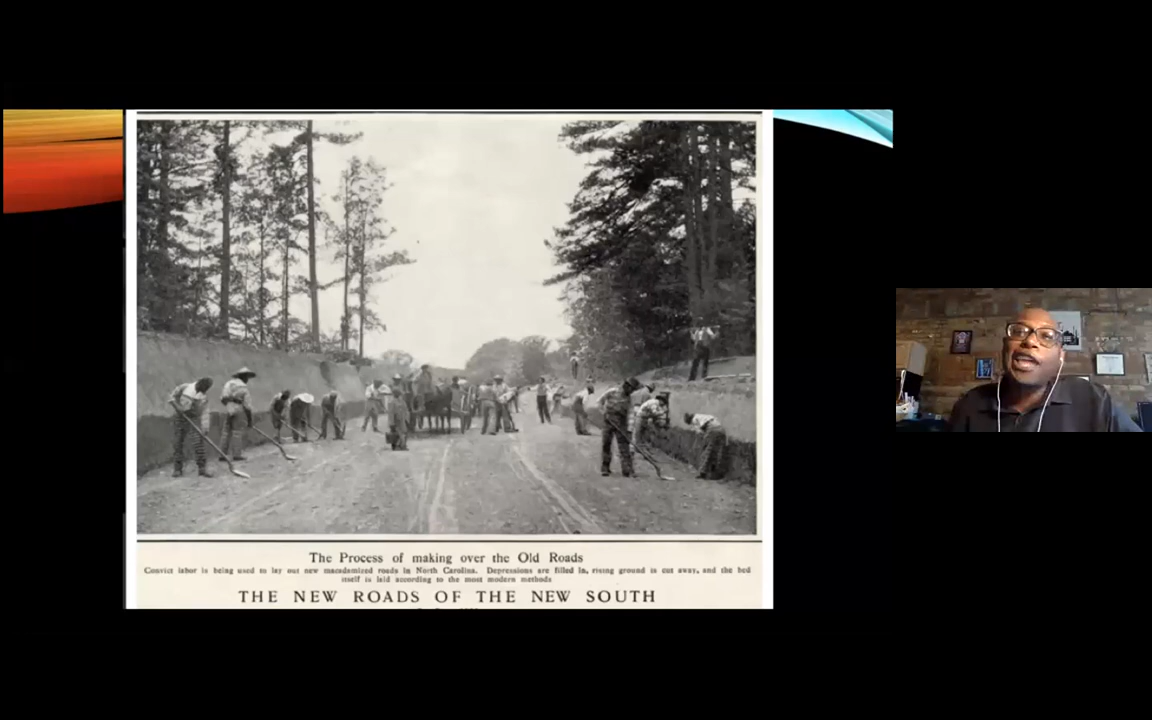 The Process of making over the Old Roads
Convict labor is being used to lay out new macadamized roads in North Carolina. Depressions are filled in, rising ground is cut away, and the bed
itself is laid according to the most modern methods
THE NEW ROADS OF THE NEW SOUTH